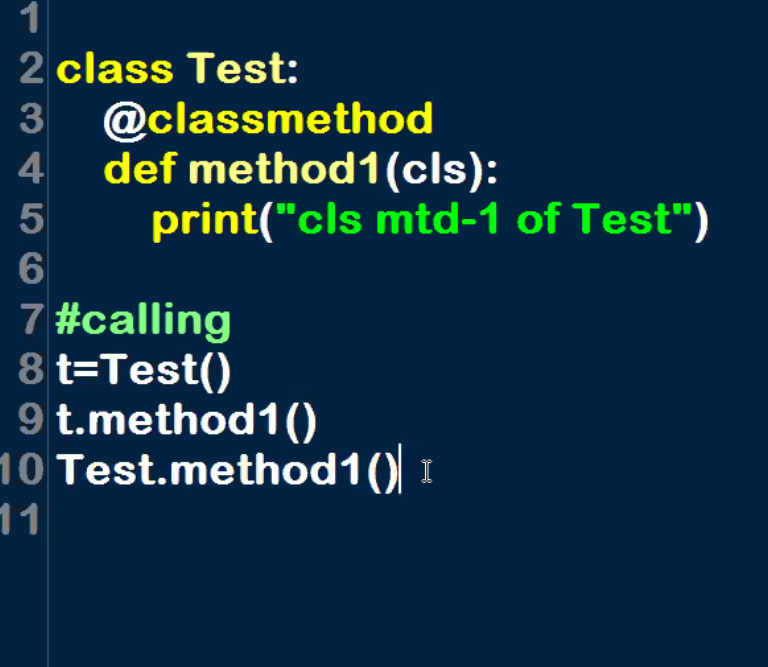 1
2 class Test:
3     @classmethod
4     def method1(cls):
5         print("cls mtd-1 of Test")
6
7 #calling
8 t=Test()
9 t.method1()
10 Test.method1()
11